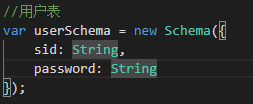 //用户表
var userSchema = new Schema({
    sid: String,
    password: String
});